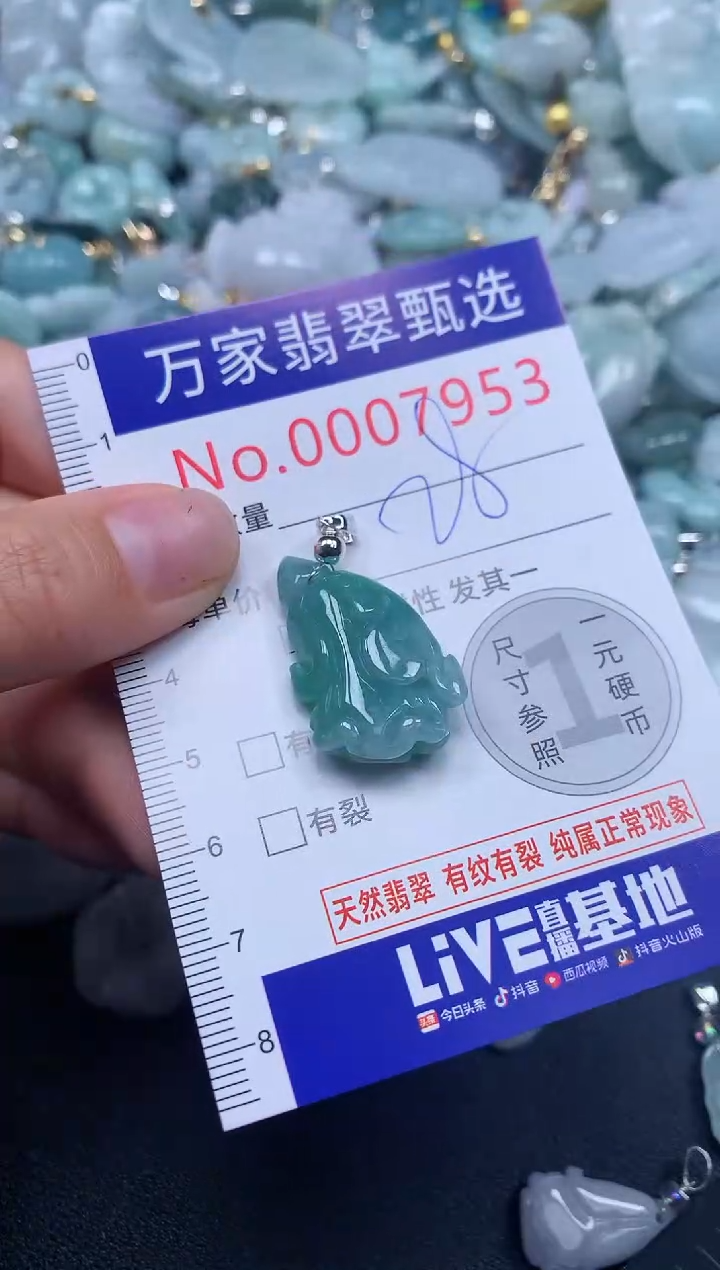 万家翡翠甄选
No.0007953
量
28
单价
性 发其一
尺寸参照
1
一元硬币
有
有裂
天然翡翠 有纹有裂 纯属正常现象
LiVE直播基地
头条 今日头条 抖音 西瓜视频 抖音火山版
0
1
4
5
6
7
8